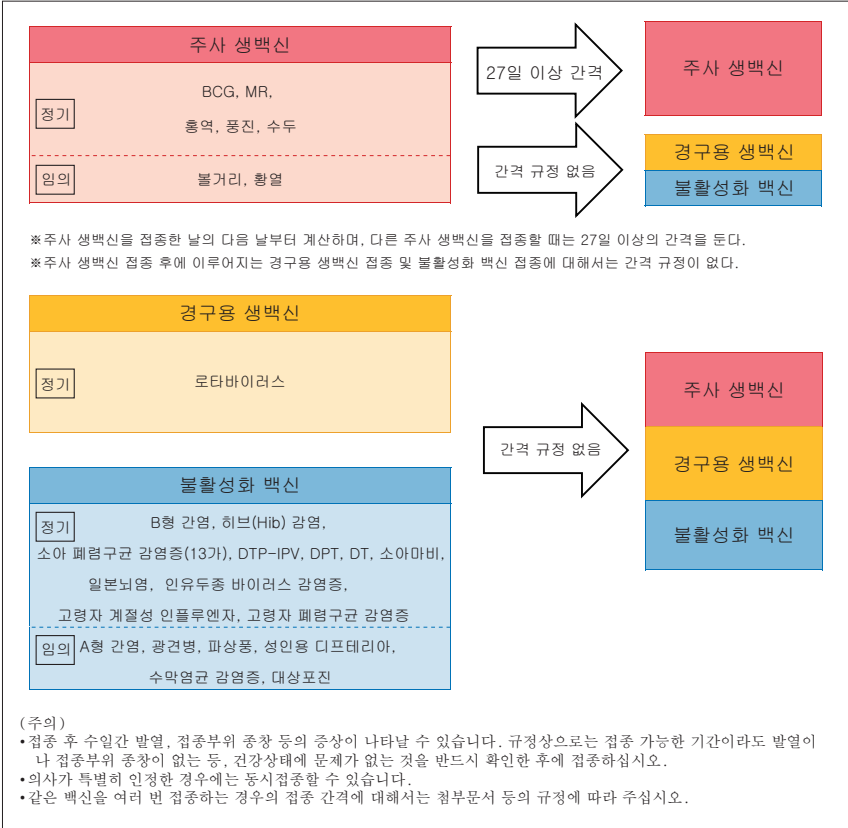 주사 생백신
정기
BCG, MR,
홍역, 풍진, 수두
임의
볼거리, 황열
27일 이상 간격
주사 생백신
간격 규정 없음
경구용 생백신
불활성화 백신
※주사 생백신을 접종한 날의 다음 날부터 계산하며, 다른 주사 생백신을 접종할 때는 27일 이상의 간격을 둔다.
※주사 생백신 접종 후에 이루어지는 경구용 생백신 접종 및 불활성화 백신 접종에 대해서는 간격 규정이 없다.
경구용 생백신
정기
로타바이러스
불활성화 백신
정기
B형 간염, 히브(Hib) 감염,
소아 폐렴구균 감염증(13가), DTP-IPV, DPT, DT, 소아마비,
일본뇌염, 인유두종 바이러스 감염증,
고령자 계절성 인플루엔자, 고령자 폐렴구균 감염증
임의
A형 간염, 광견병, 파상풍, 성인용 디프테리아,
수막염균 감염증, 대상포진
간격 규정 없음
주사 생백신
경구용 생백신
불활성화 백신
(주의)
•접종 후 수일간 발열, 접종부위 종창 등의 증상이 나타날 수 있습니다. 규정상으로는 접종 가능한 기간이라도 발열이
나 접종부위 종창이 없는 등, 건강상태에 문제가 없는 것을 반드시 확인한 후에 접종하십시오.
•의사가 특별히 인정한 경우에는 동시접종할 수 있습니다.
•같은 백신을 여러 번 접종하는 경우의 접종 간격에 대해서는 첨부문서 등의 규정에 따라 주십시오.